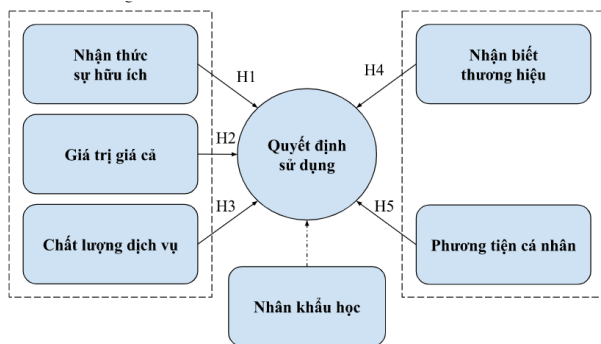 Nhận thức
sự hữu ích
H1
Giá trị giá cả
H2
Chất lượng dịch vụ
H3
Quyết định
sử dụng
Nhận biết
thương hiệu
H4
Phương tiện cá nhân
H5
Nhân khẩu học